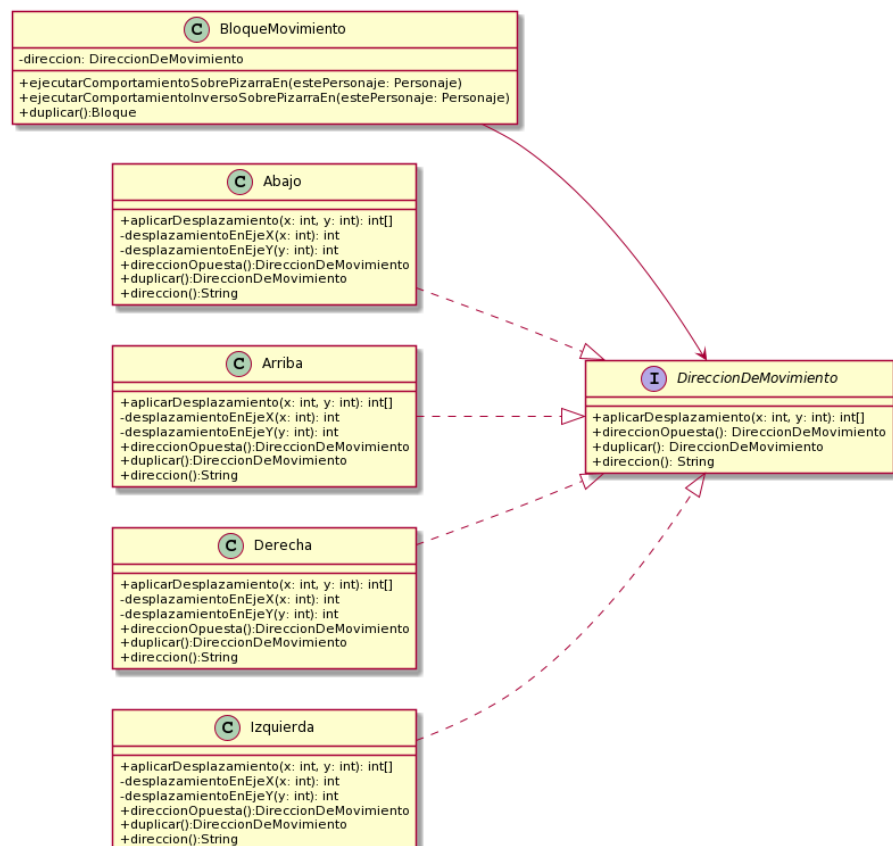 C BloqueMovimiento
-direccion: DireccionDeMovimiento
+ejecutarComportamientoSobrePizarraEn(estePersonaje: Personaje)
+ejecutarComportamientoInversoSobrePizarraEn(estePersonaje: Personaje)
+duplicar():Bloque
C Abajo
+aplicarDesplazamiento(x: int, y: int): int[]
-desplazamientoEnEjeX(x: int): int
-desplazamientoEnEjeY(y: int): int
+direccionOpuesta():DireccionDeMovimiento
+duplicar():DireccionDeMovimiento
+direccion():String
C Arriba
+aplicarDesplazamiento(x: int, y: int): int[]
-desplazamientoEnEjeX(x: int): int
-desplazamientoEnEjeY(y: int): int
+direccionOpuesta():DireccionDeMovimiento
+duplicar():DireccionDeMovimiento
+direccion():String
I DireccionDeMovimiento
+aplicarDesplazamiento(x: int, y: int): int[]
+direccionOpuesta(): DireccionDeMovimiento
+duplicar(): DireccionDeMovimiento
+direccion(): String
C Derecha
+aplicarDesplazamiento(x: int, y: int): int[]
-desplazamientoEnEjeX(x: int): int
-desplazamientoEnEjeY(y: int): int
+direccionOpuesta():DireccionDeMovimiento
+duplicar():DireccionDeMovimiento
+direccion():String
C Izquierda
+aplicarDesplazamiento(x: int, y: int): int[]
-desplazamientoEnEjeX(x: int): int
-desplazamientoEnEjeY(y: int): int
+direccionOpuesta():DireccionDeMovimiento
+duplicar():DireccionDeMovimiento
+direccion():String